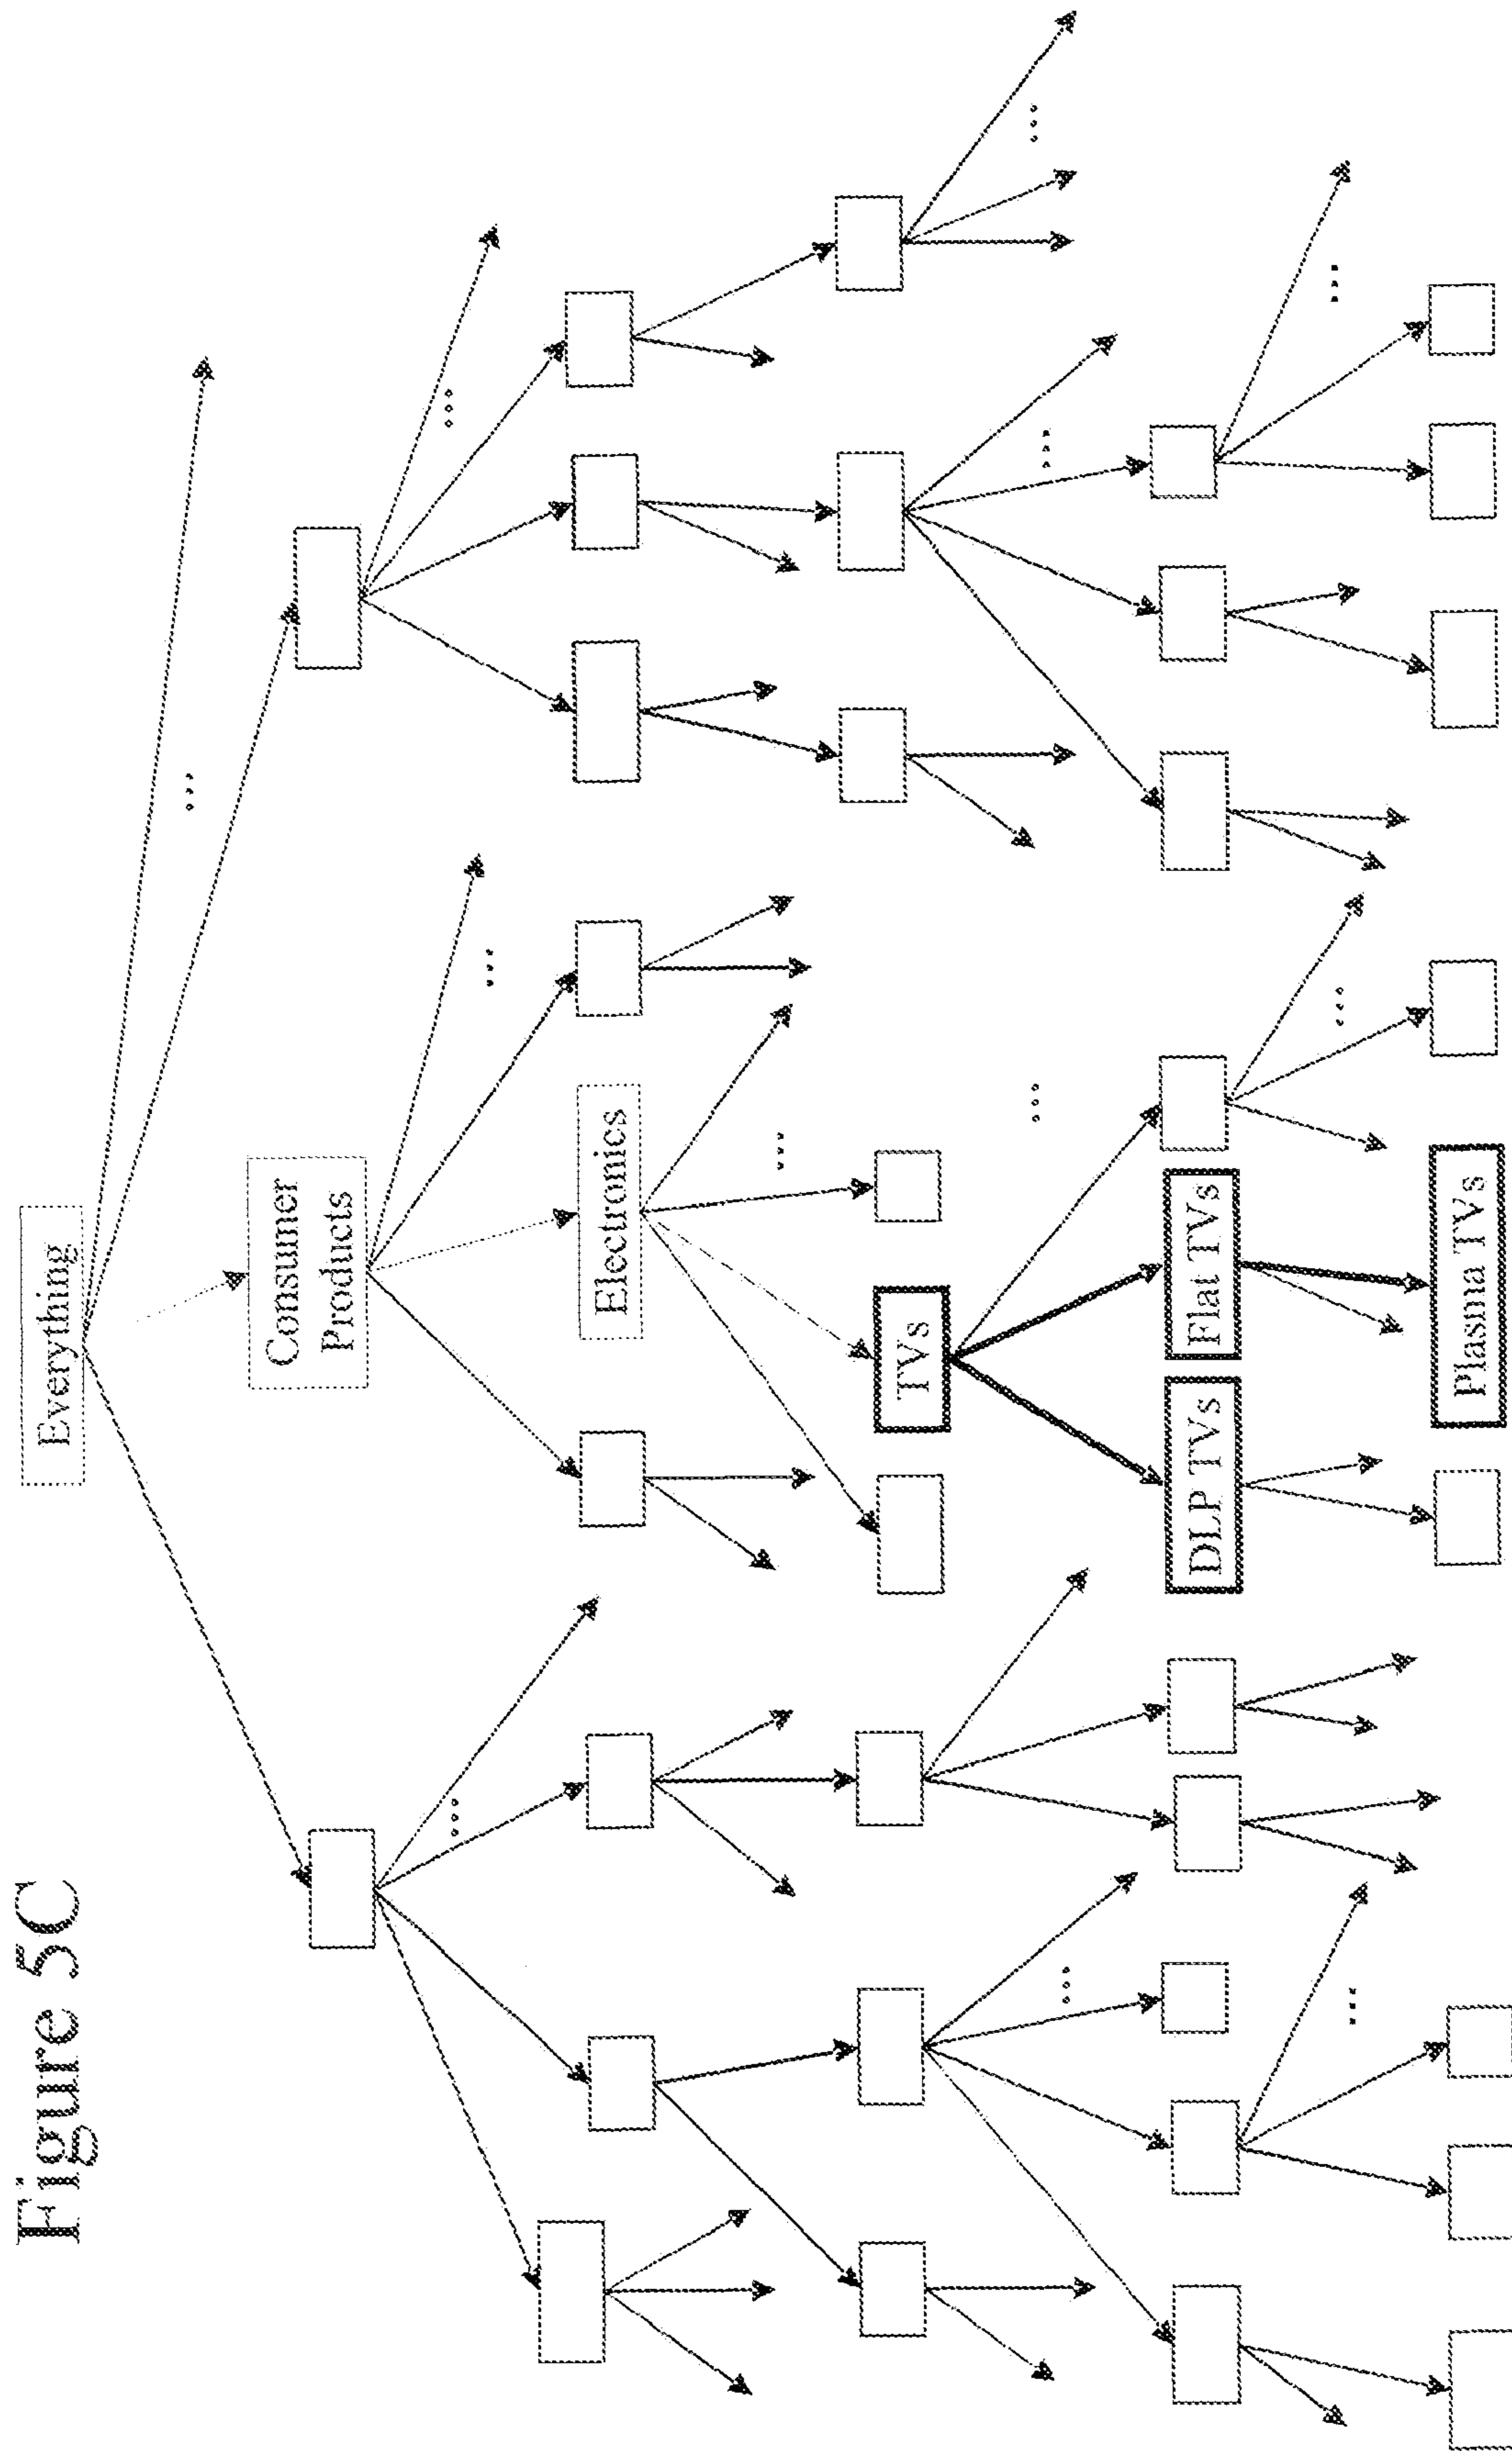 Figure 5C
Everything
Consumer
Products
Electronics
TVs
DLP TVs
Flat TVs
Plasma TVs